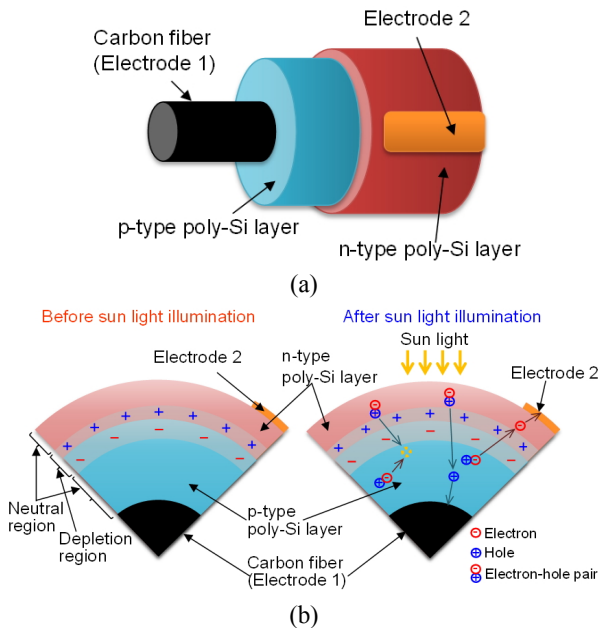 Electrode 2
Carbon fiber
(Electrode 1)
p-type poly-Si layer
n-type poly-Si
layer
(a)
Before sun light illumination
After sun light illumination
Sun light
Electrode 2
n-type
poly-Si
layer
Electrode 2
Neutral
region
Depletion
region
p-type
poly-Si
layer
Carbon fiber
(Electrode 1)
Electron
Hole
Electron-hole pair
(b)